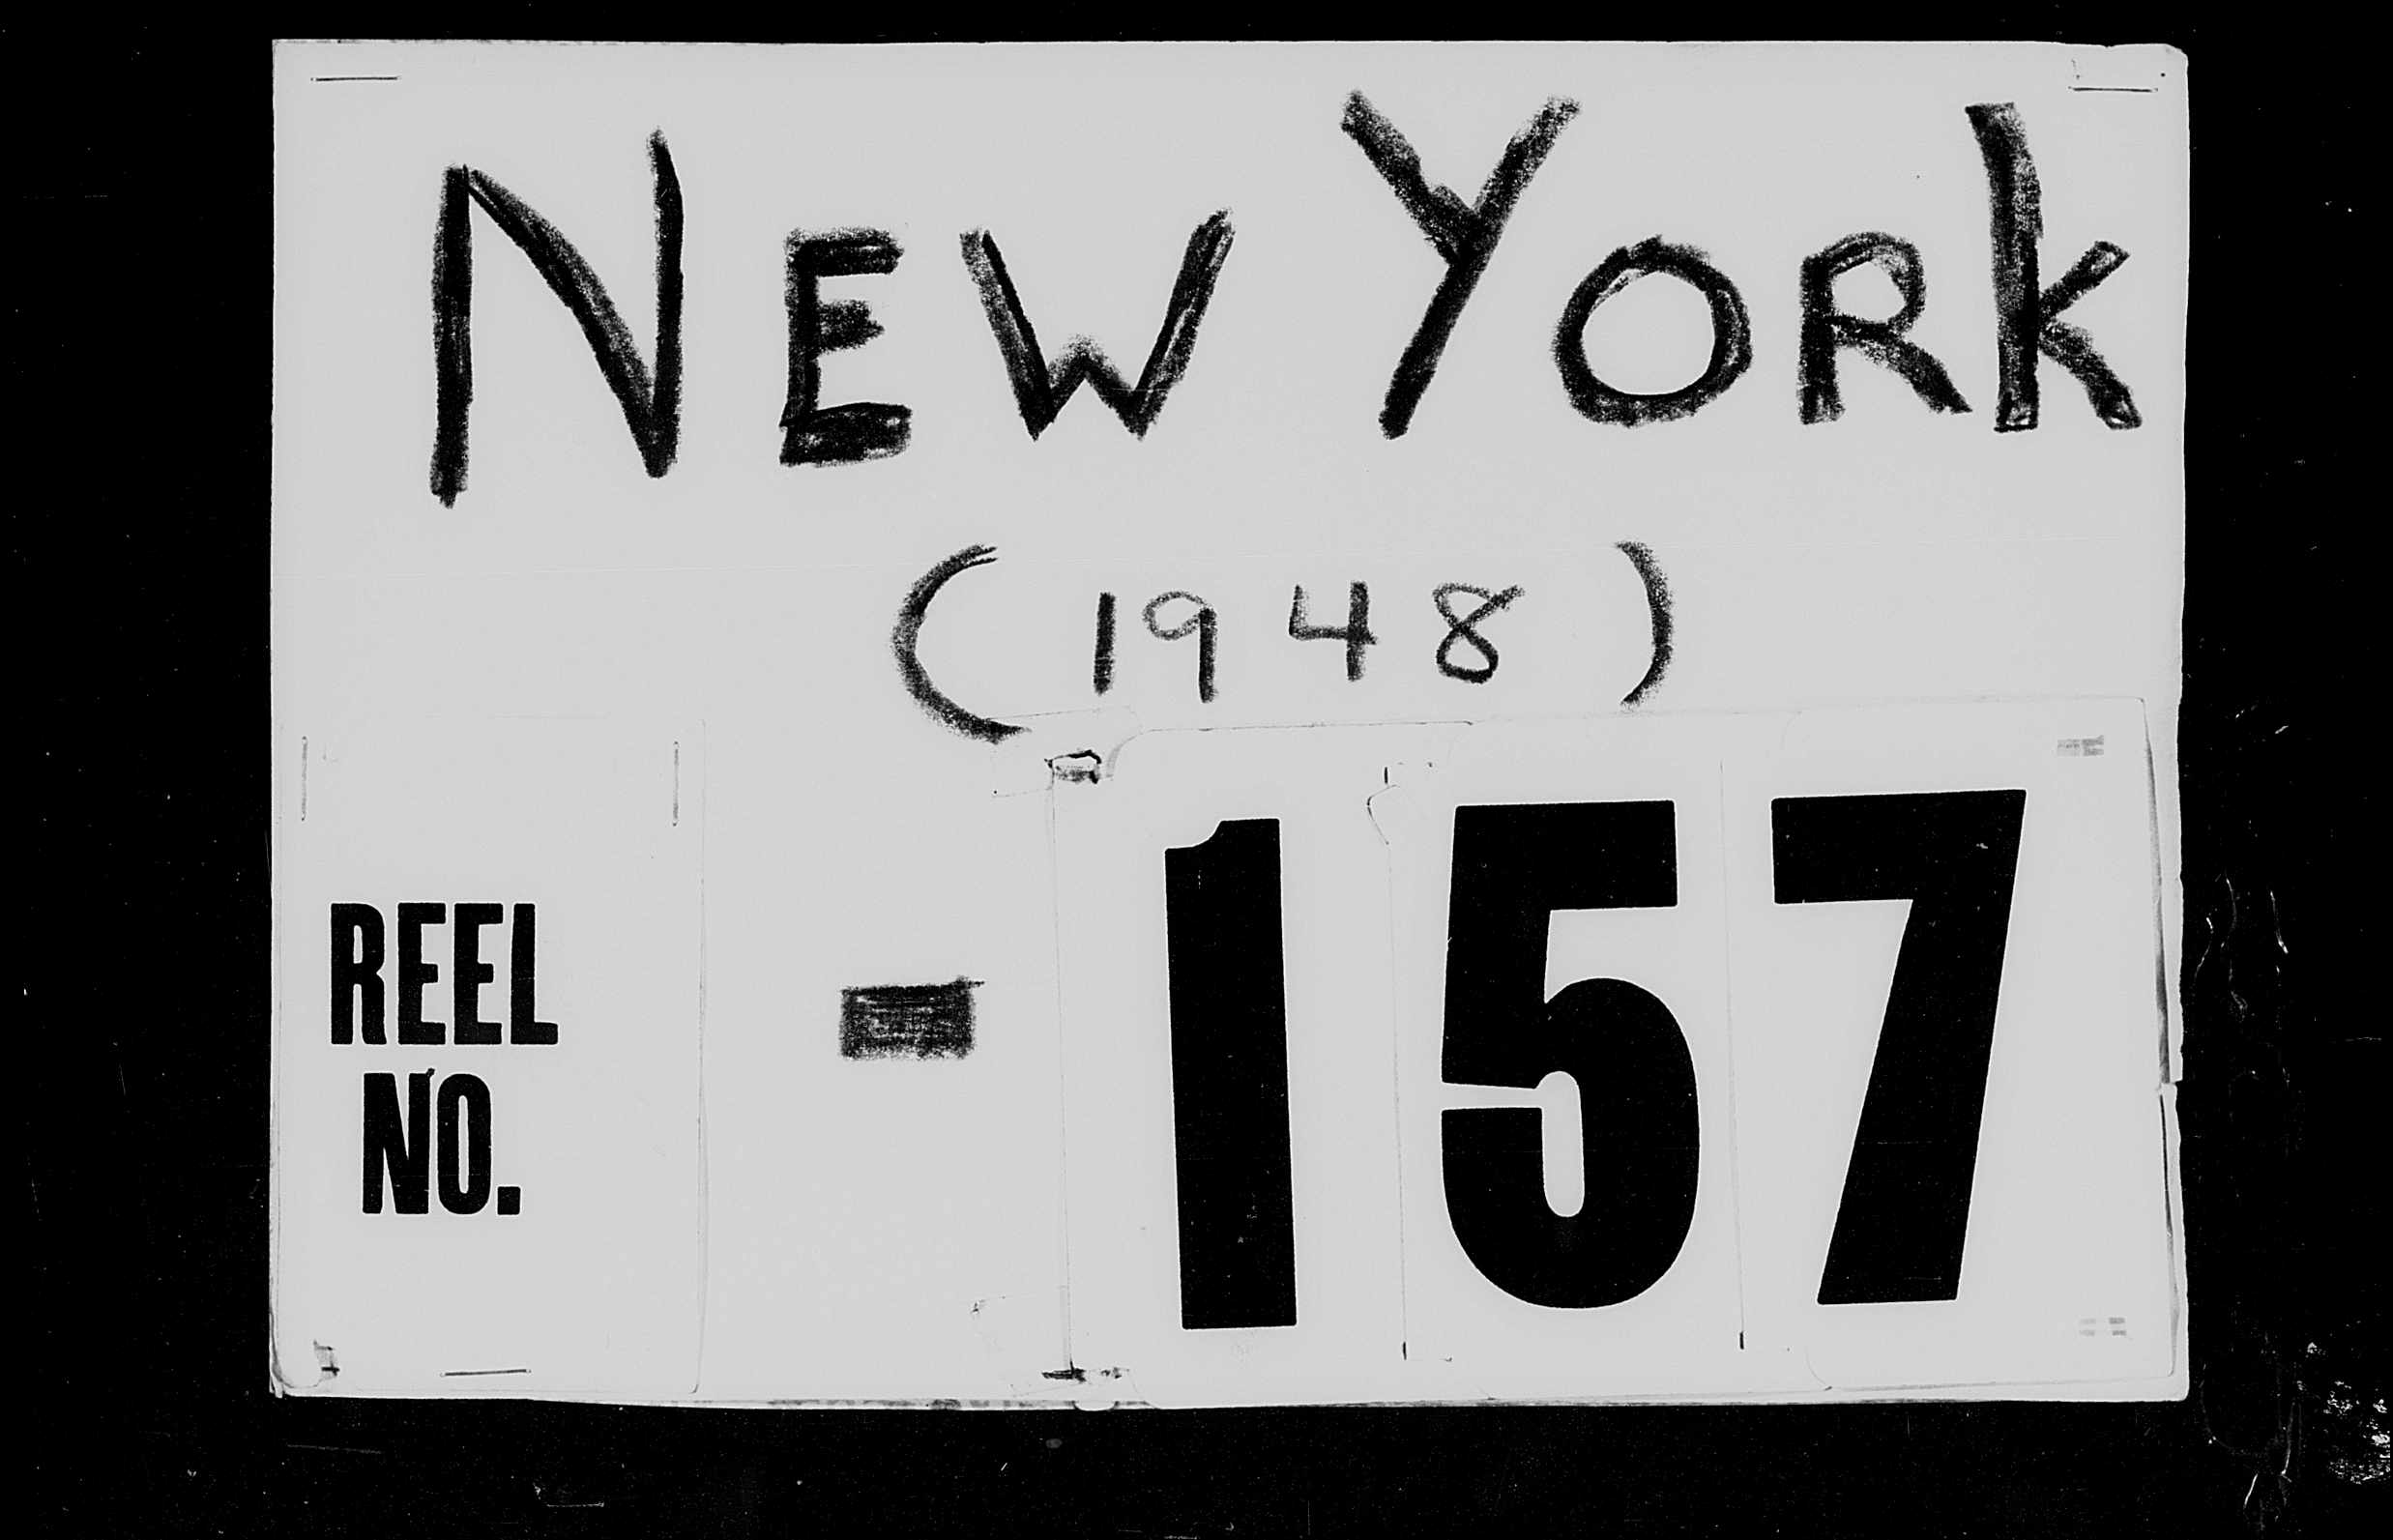 New York
(1948)
REEL
NO.
- 157